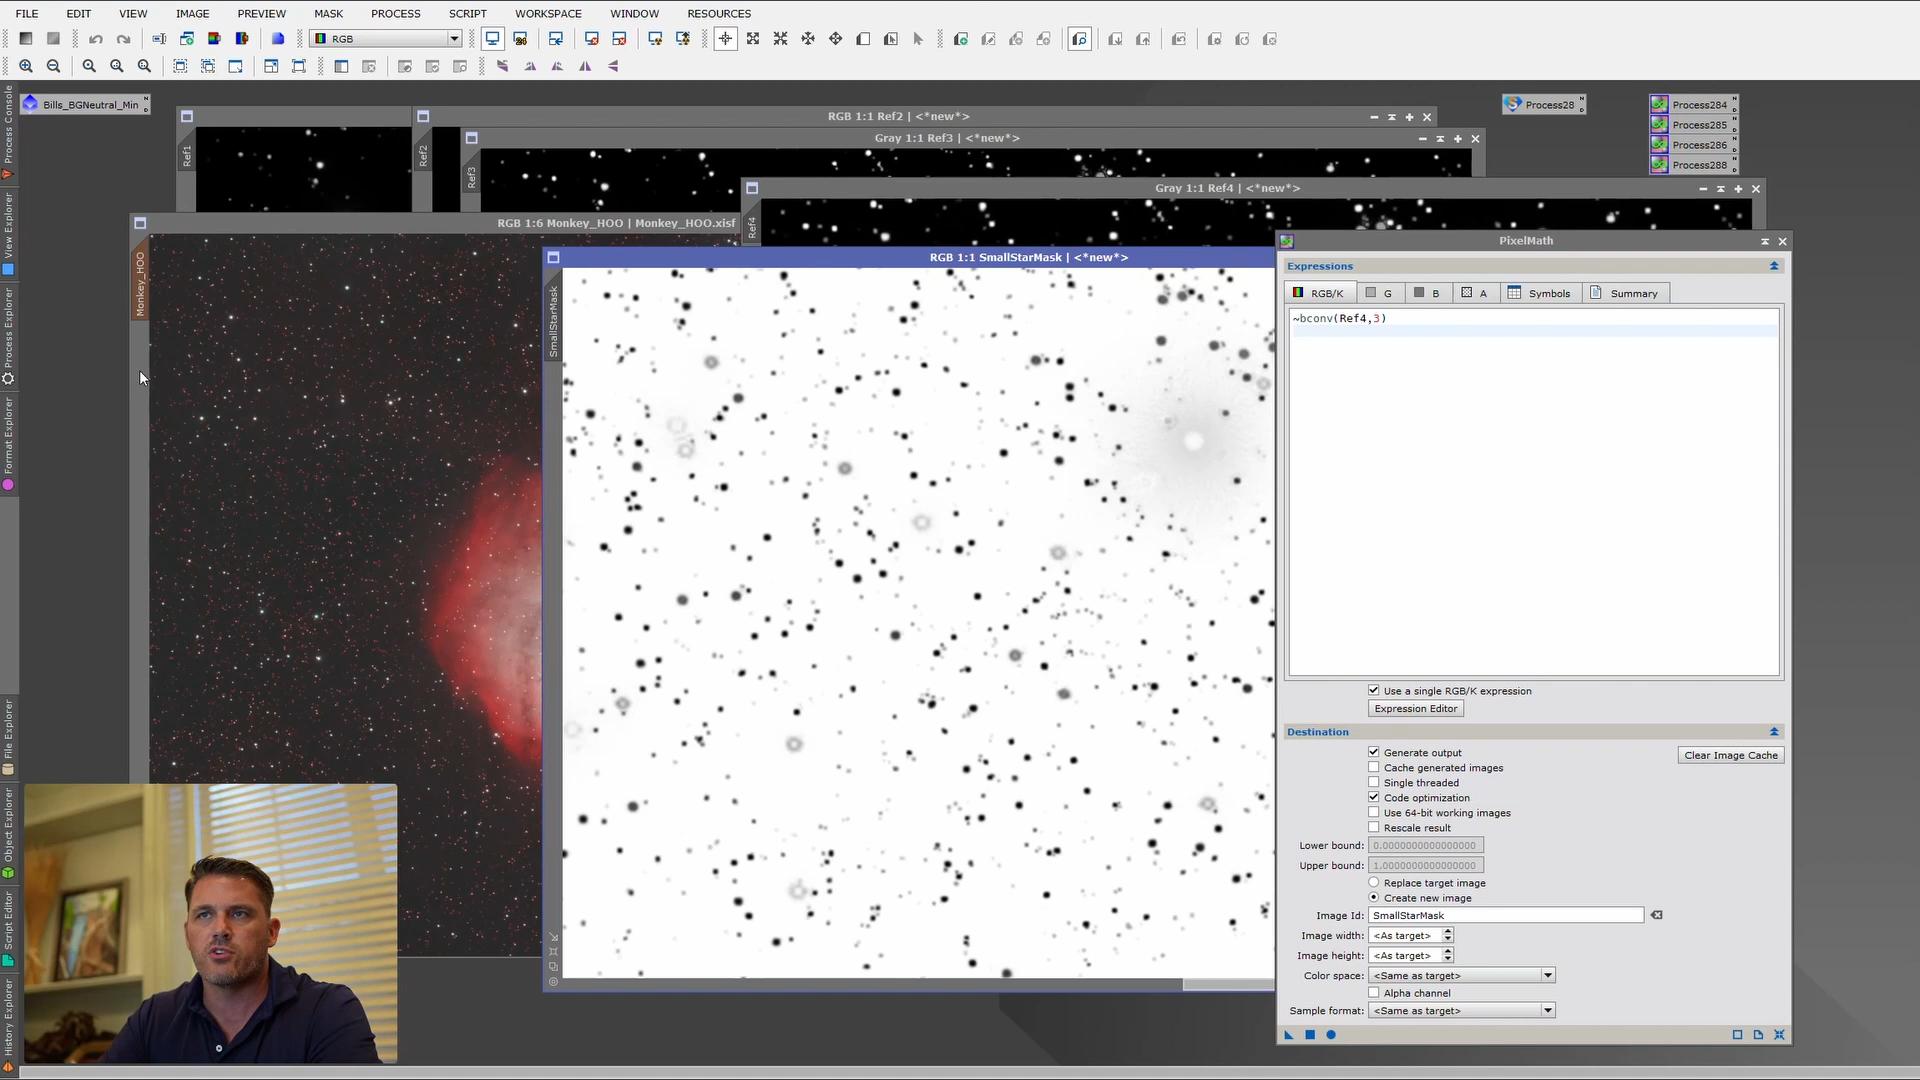 FILE EDIT VIEW IMAGE PREVIEW MASK PROCESS SCRIPT WORKSPACE WINDOW RESOURCES
RGB
Process Console
View Explorer
Process Explorer
Format Explorer
File Explorer
Object Explorer
Script Editor
History Explorer
Bills_BGNeutral_Min
Process28
Process284
Process285
Process286
Process288
Ref1
RGB 1:1 Ref2 | <*new*>
Ref2
Gray 1:1 Ref3 | <*new*>
Ref3
Gray 1:1 Ref4 | <*new*>
Ref4
RGB 1:6 Monkey_HOO | Monkey_HOO.xisf
Monkey_HOO
RGB 1:1 SmallStarMask | <*new*>
SmallStarMask
PixelMath
Expressions
RGB/K G B A Symbols Summary
~bconv(Ref4,3)
Use a single RGB/K expression
Expression Editor
Destination
Generate output
Clear Image Cache
Cache generated images
Single threaded
Code optimization
Use 64-bit working images
Rescale result
Lower bound: 0.0000000000000000
Upper bound: 1.0000000000000000
Replace target image
Create new image
Image Id: SmallStarMask
Image width: <As target>
Image height: <As target>
Color space: <Same as target>
Alpha channel
Sample format: <Same as target>